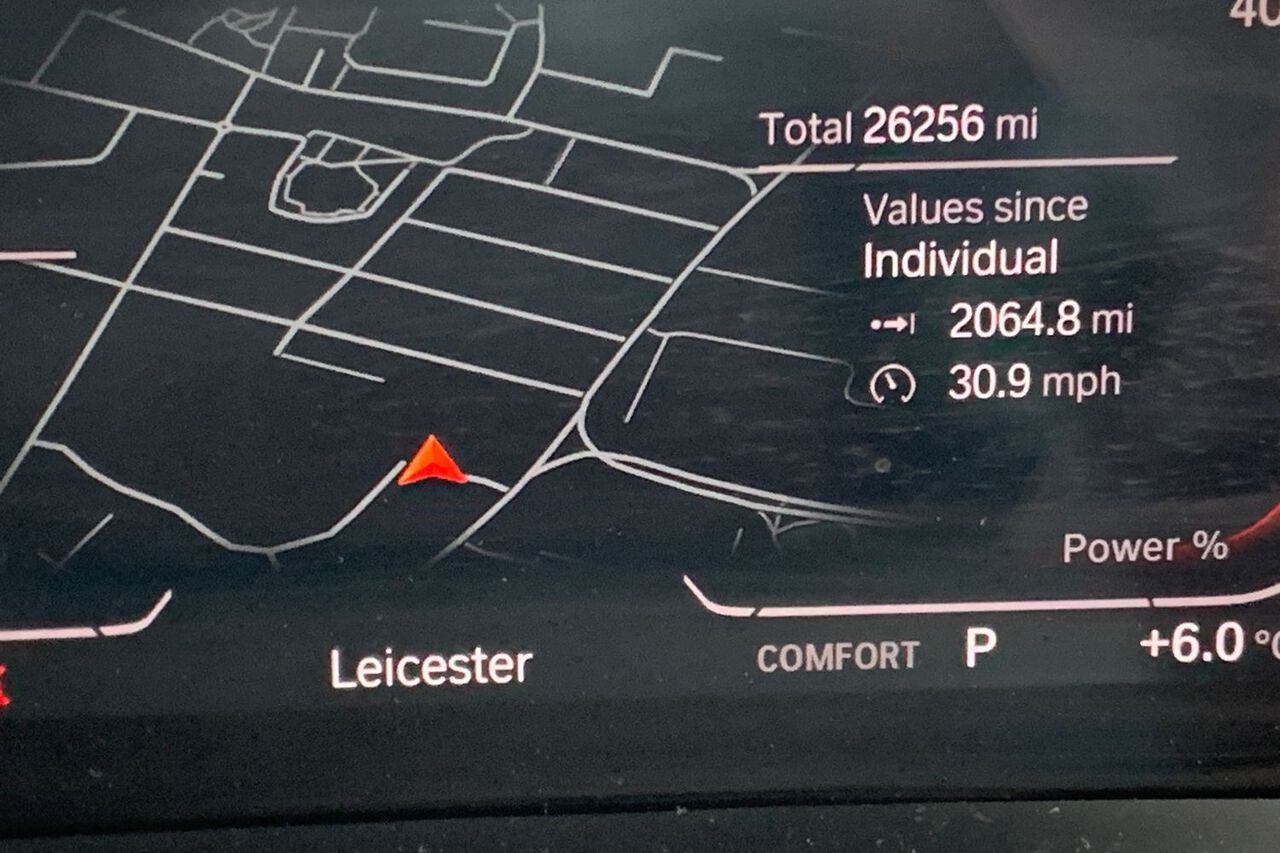 Total 26256 mi
Values since
Individual
2064.8 mi
30.9 mph
Power %
Leicester
COMFORT P +6.0